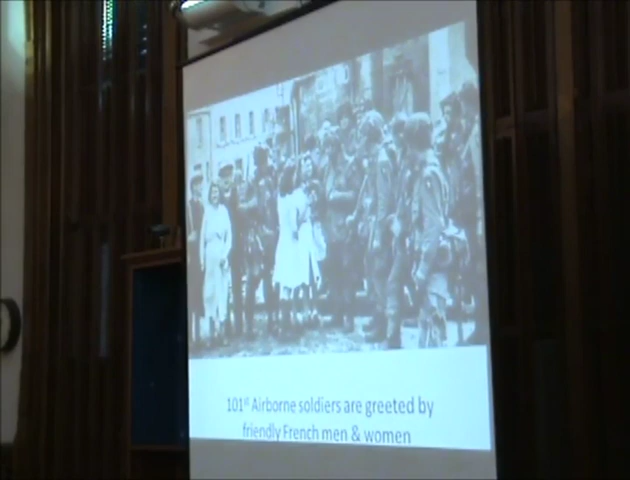 101st Airborne soldiers are greeted by
friendly French men & women